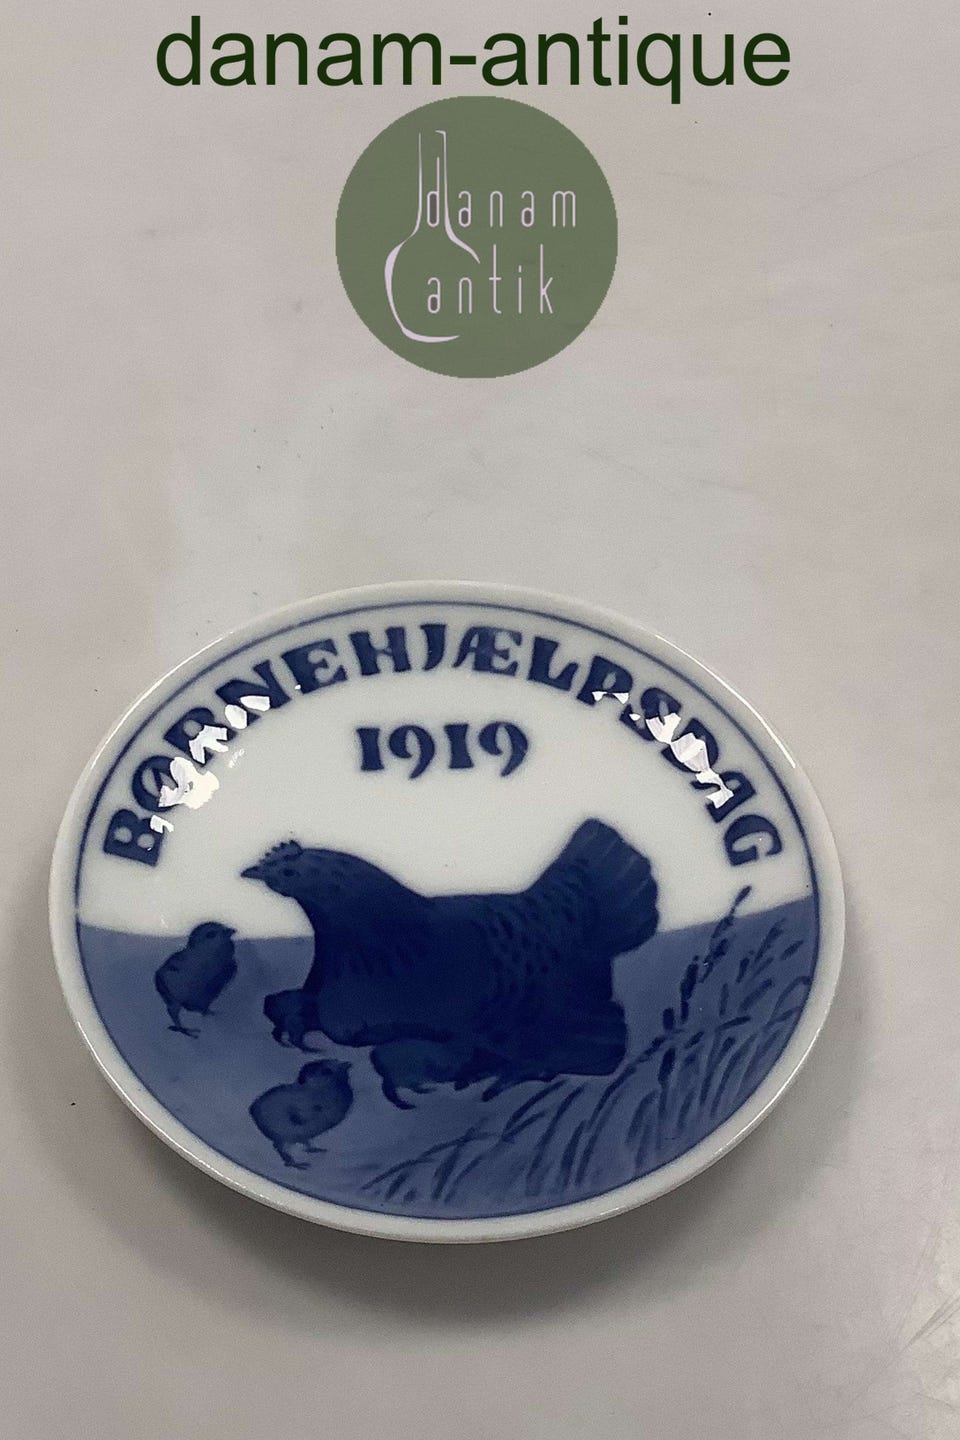 danam-antique
danam
antik
BØRNEHJÆLPSDAG
1919